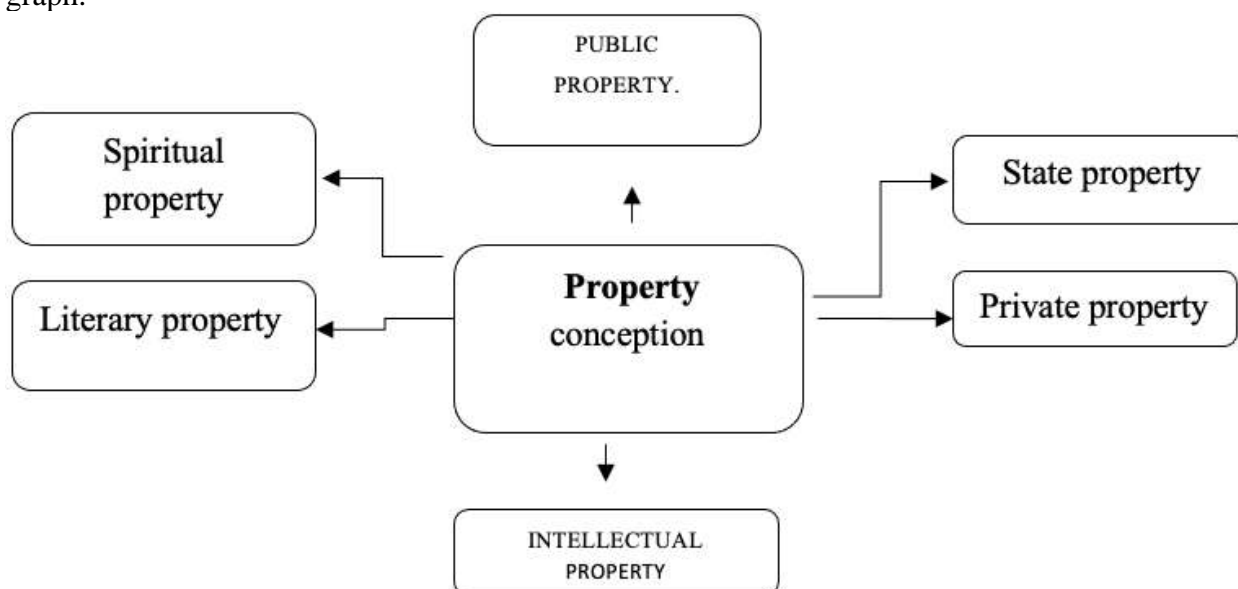 graph.
PUBLIC
PROPERTY.
Spiritual
property
State property
Property
conception
Literary property
Private property
INTELLECTUAL
PROPERTY